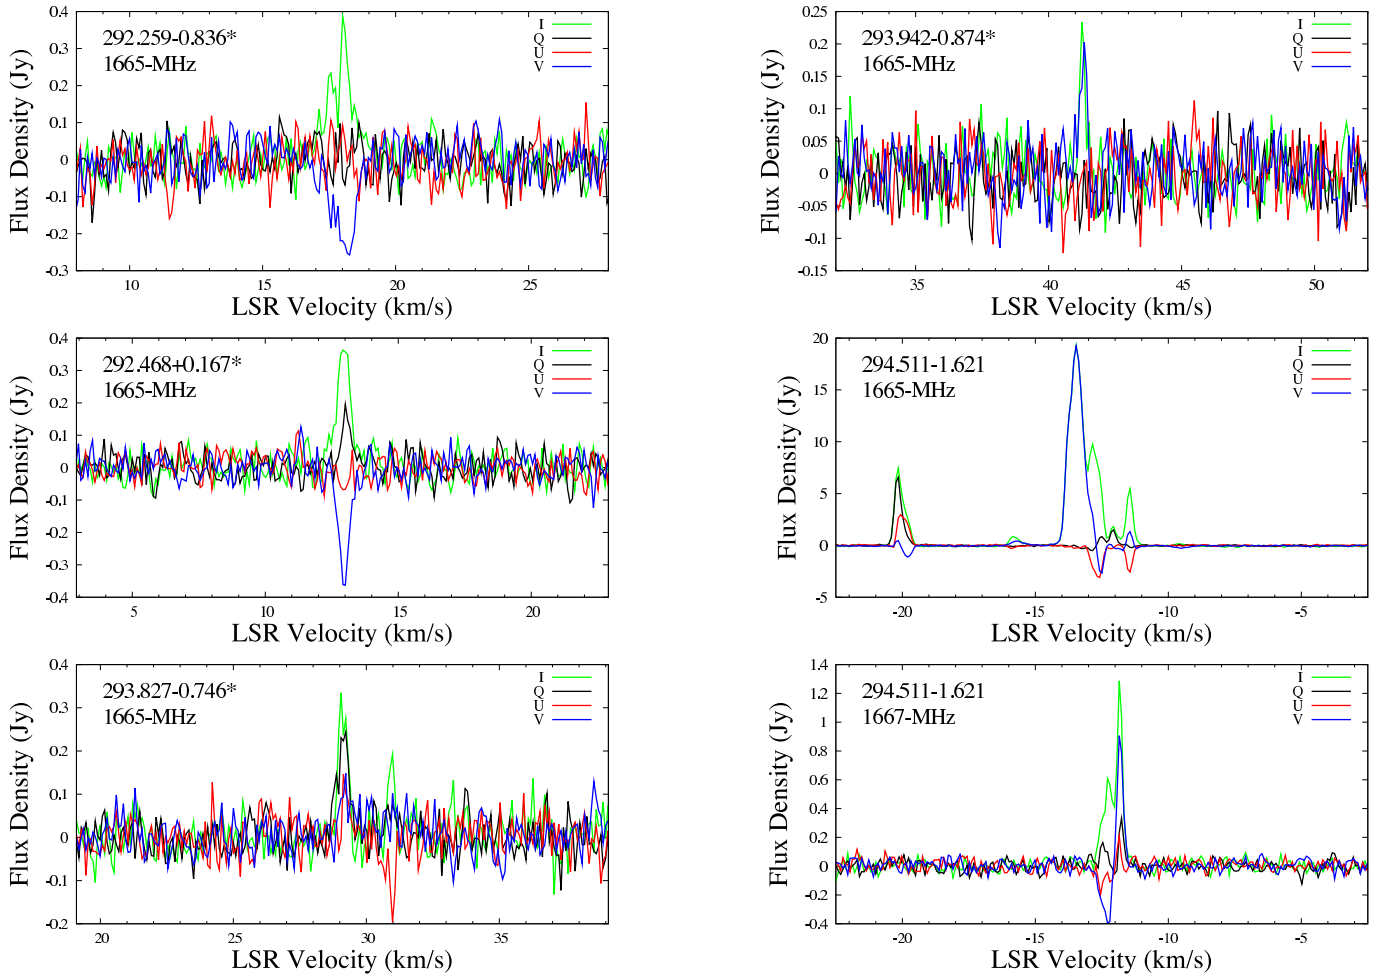 292.259-0.836*
1665-MHz
I
Q
U
V
0.4
0.3
0.2
0.1
0
-0.1
-0.2
-0.3
10
15
20
25
Flux Density (Jy)
LSR Velocity (km/s)
293.942-0.874*
1665-MHz
I
Q
U
V
0.25
0.2
0.15
0.1
0.05
0
-0.05
-0.1
-0.15
35
40
45
50
Flux Density (Jy)
LSR Velocity (km/s)
292.468+0.167*
1665-MHz
I
Q
U
V
0.4
0.3
0.2
0.1
0
-0.1
-0.2
-0.3
-0.4
5
10
15
20
Flux Density (Jy)
LSR Velocity (km/s)
294.511-1.621
1665-MHz
I
Q
U
V
20
15
10
5
0
-5
-20
-15
-10
-5
Flux Density (Jy)
LSR Velocity (km/s)
293.827-0.746*
1665-MHz
I
Q
U
V
0.4
0.3
0.2
0.1
0
-0.1
-0.2
20
25
30
35
Flux Density (Jy)
LSR Velocity (km/s)
294.511-1.621
1667-MHz
I
Q
U
V
1.4
1.2
1
0.8
0.6
0.4
0.2
0
-0.2
-0.4
-20
-15
-10
-5
Flux Density (Jy)
LSR Velocity (km/s)